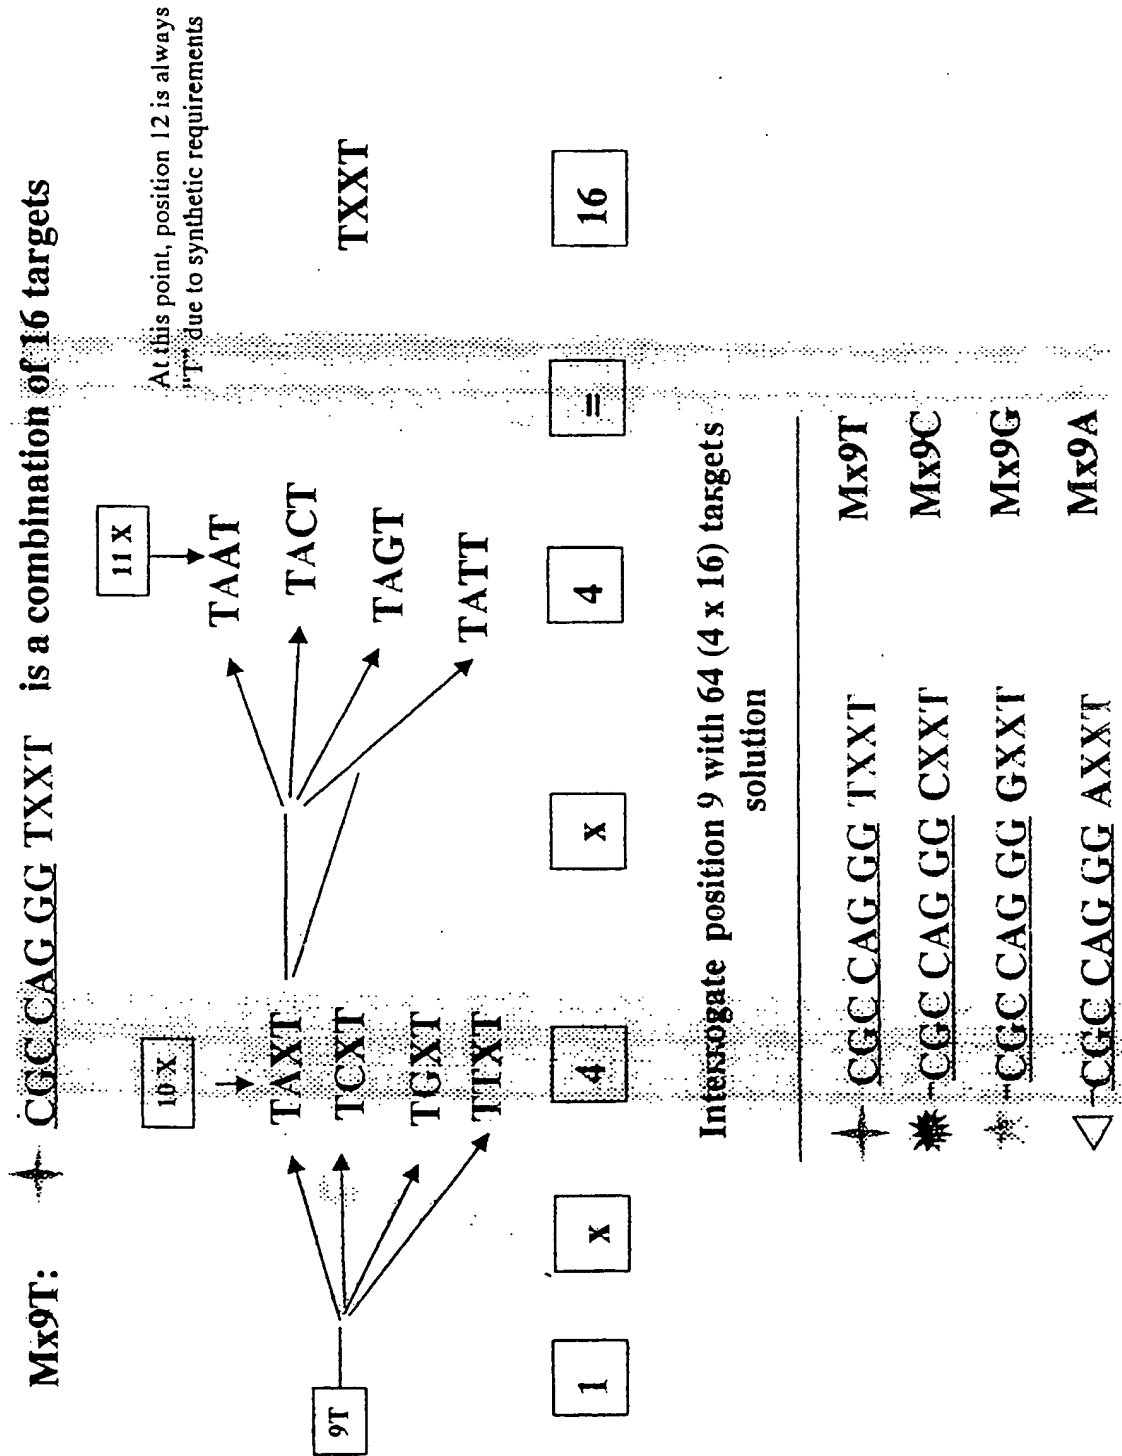 Mx9T: CGC CAG GG TXXT is a combination of 16 targets
At this point, position 12 is always
"T" due to synthetic requirements
10 X
11 X
9T
TAXT
TCXT
TGXT
TTXT
TAAT
TACT
TAGT
TATT
TXXT
1 x 4 x 4 = 16
Interrogate position 9 with 64 (4 x 16) targets
solution
CGC CAG GG TXXT Mx9T
CGC CAG GG CXXT Mx9C
CGC CAG GG GXXT Mx9G
CGC CAG GG AXXT Mx9A